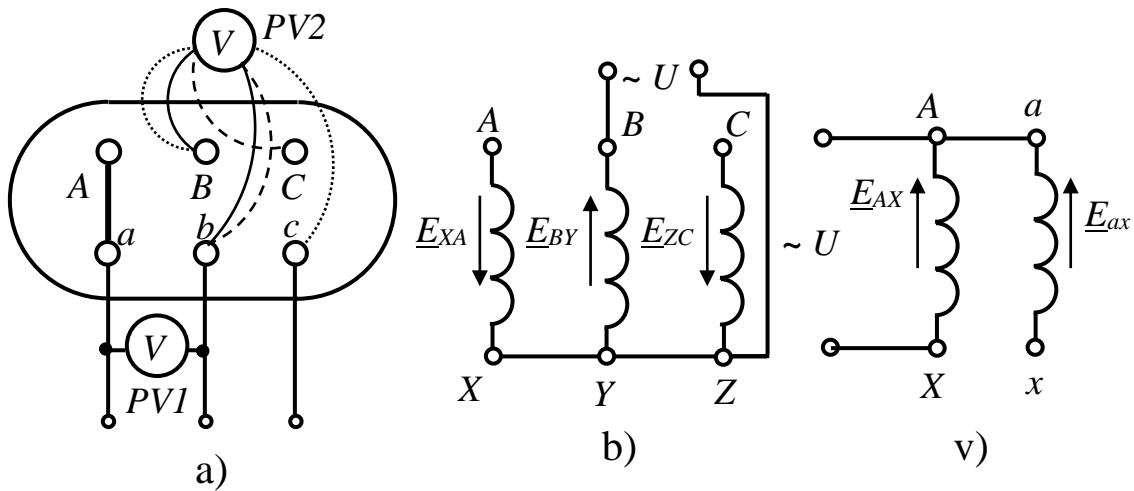 V PV2
A B C
a b c
V
PV1
a)
~ U
A B C
E_XA E_BY E_ZC
~ U
X Y Z
b)
A a
E_AX E_ax
X x
v)